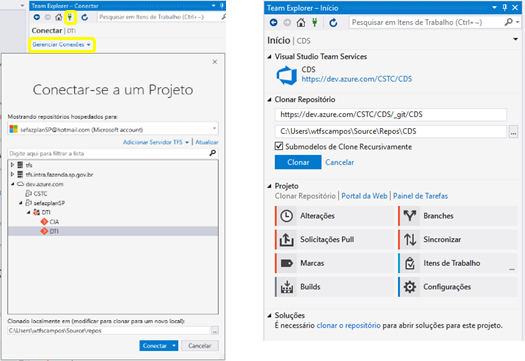 Team Explorer – Conectar
Pesquisar em Itens de Trabalho (Ctrl+')
Conectar | DTI
Gerenciar Conexões
Conectar-se a um Projeto
Mostrando repositórios hospedados para:
sefazplanSP@hotmail.com (Microsoft account)
Adicionar Servidor TFS | Atualizar
Digite aqui para filtrar a lista
tfs
tfs.intra.fazenda.sp.gov.br
dev.azure.com
CSTC
sefazplanSP
DTI
CIA
DTI
Clonado localmente em (modificar para clonar para um novo local):
C:\Users\wtfscampos\Source\repos
...
Conectar
Cancelar
Team Explorer – Início
Pesquisar em Itens de Trabalho (Ctrl+')
Início | CDS
Visual Studio Team Services
CDS
https://dev.azure.com/CSTC/CDS
Clonar Repositório
https://dev.azure.com/CSTC/CDS/_git/CDS
C:\Users\wtfscampos\Source\Repos\CDS
...
Submodelos de Clone Recursivamente
Clonar Cancelar
Projeto
Clonar Repositório | Portal da Web | Painel de Tarefas
Alterações
Branches
Solicitações Pull
Sincronizar
Marcas
Itens de Trabalho
...
Builds
Configurações
Soluções
É necessário clonar o repositório para abrir soluções para este projeto.